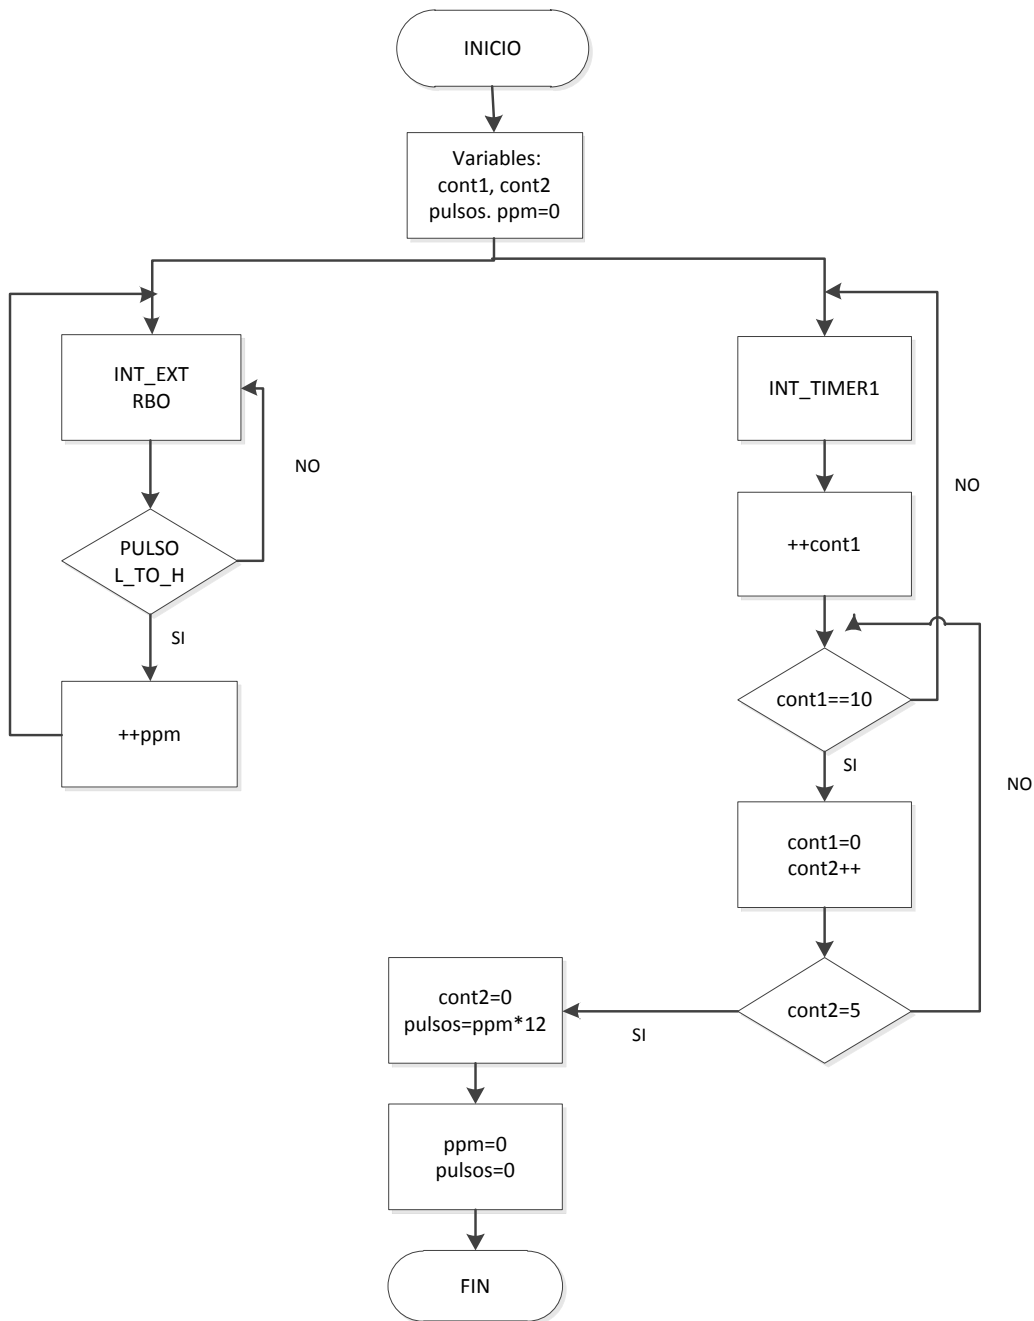 INICIO
Variables:
cont1, cont2
pulsos. ppm=0
INT_EXT
RBO
NO
PULSO
L_TO_H
SI
++ppm
INT_TIMER1
NO
++cont1
cont1==10
SI
NO
cont1=0
cont2++
cont2=5
SI
cont2=0
pulsos=ppm*12
ppm=0
pulsos=0
FIN